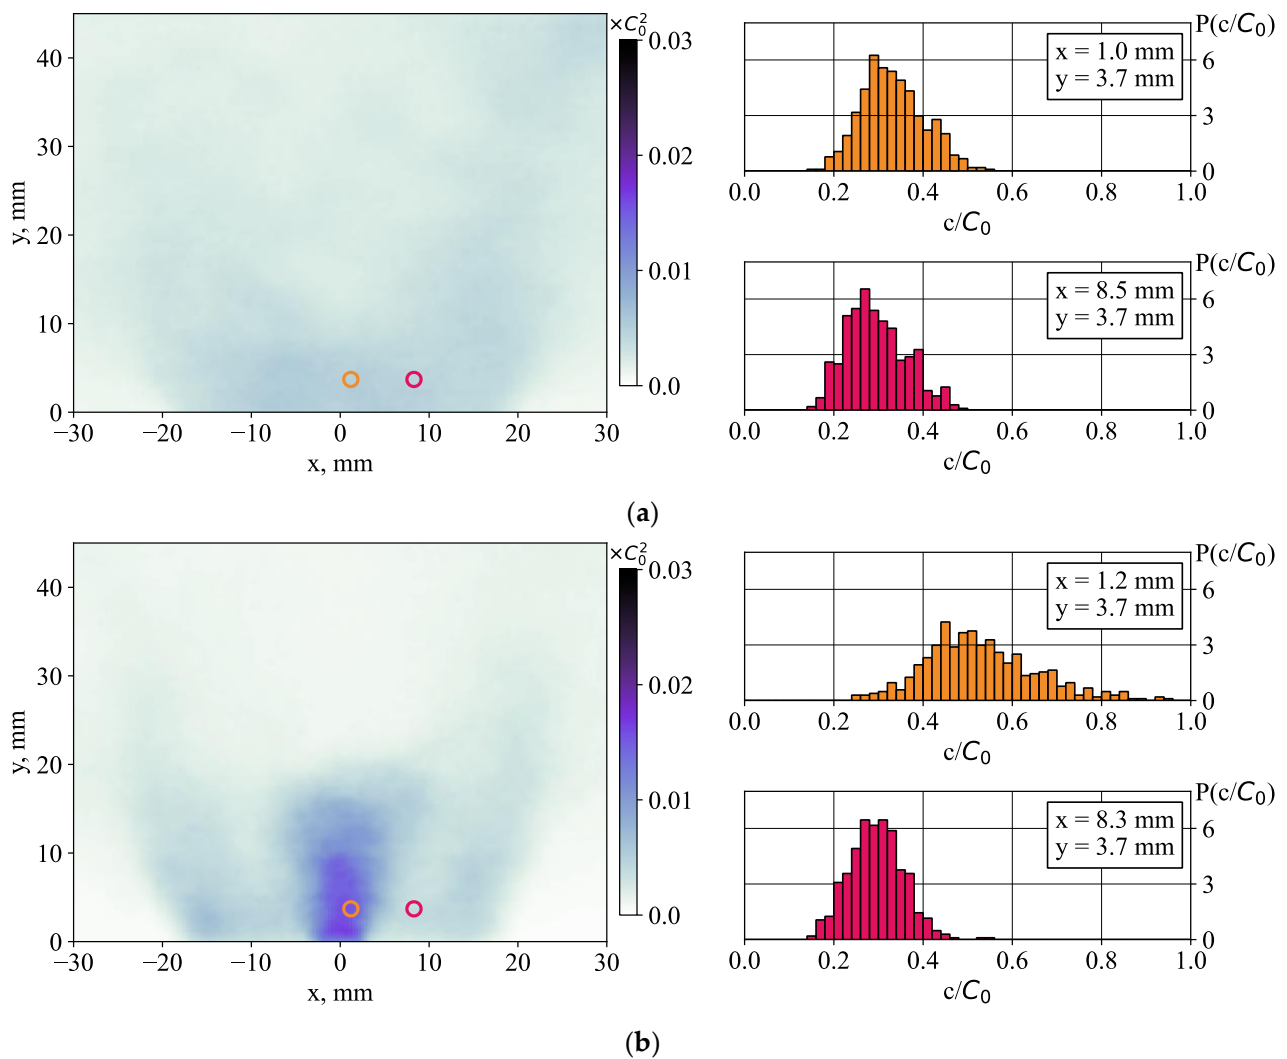 ×C₀²
0.03
0.02
0.01
0.0
40
30
20
10
0
y, mm
−30 −20 −10 0 10 20 30
x, mm
P(c/C₀)
x = 1.0 mm
y = 3.7 mm
6
3
0
0.0 0.2 0.4 0.6 0.8 1.0
c/C₀
P(c/C₀)
x = 8.5 mm
y = 3.7 mm
6
3
0
0.0 0.2 0.4 0.6 0.8 1.0
c/C₀
(a)
×C₀²
0.03
0.02
0.01
0.0
40
30
20
10
0
y, mm
−30 −20 −10 0 10 20 30
x, mm
P(c/C₀)
x = 1.2 mm
y = 3.7 mm
6
3
0
0.0 0.2 0.4 0.6 0.8 1.0
c/C₀
P(c/C₀)
x = 8.3 mm
y = 3.7 mm
6
3
0
0.0 0.2 0.4 0.6 0.8 1.0
c/C₀
(b)